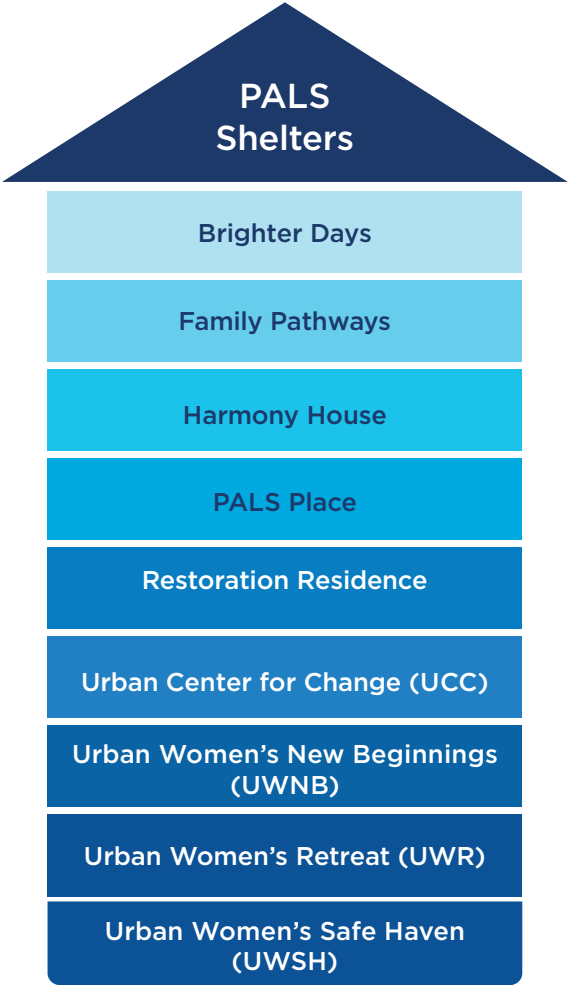 PALS
Shelters
Brighter Days
Family Pathways
Harmony House
PALS Place
Restoration Residence
Urban Center for Change (UCC)
Urban Women’s New Beginnings
(UWNB)
Urban Women’s Retreat (UWR)
Urban Women’s Safe Haven
(UWSH)